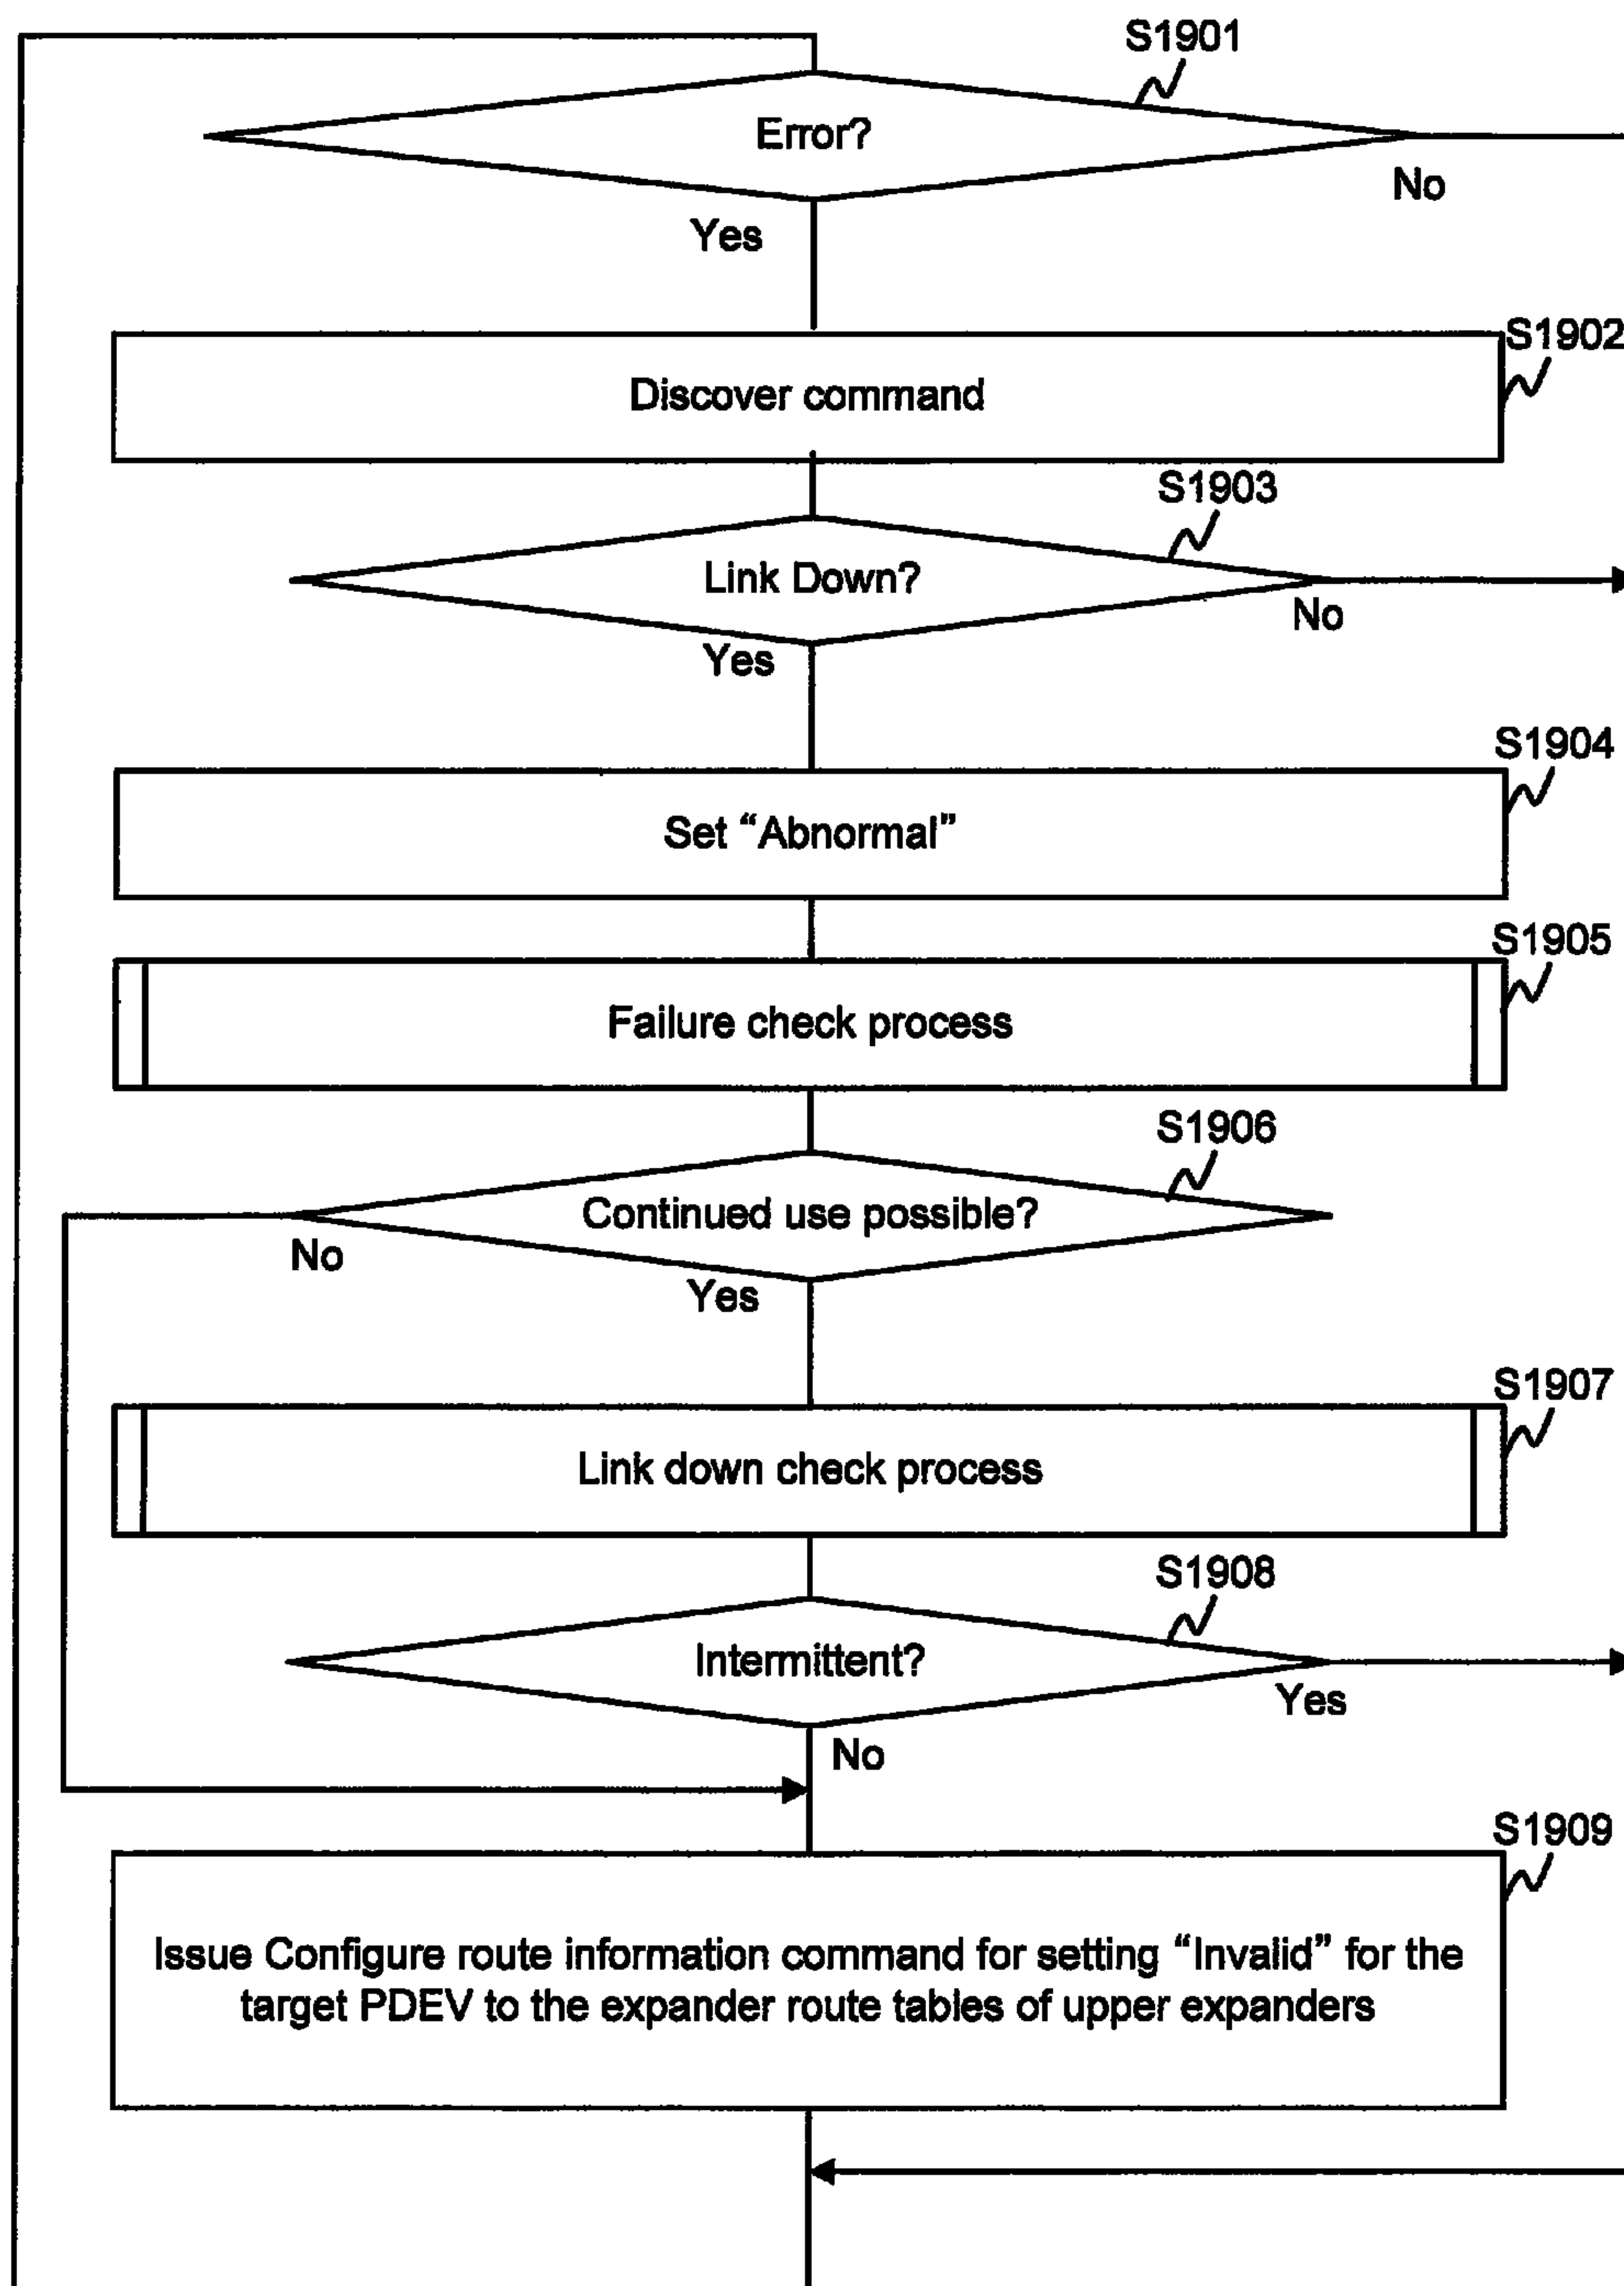 S1901
Error?
No
Yes
S1902
Discover command
S1903
Link Down?
No
Yes
S1904
Set “Abnormal”
S1905
Failure check process
S1906
Continued use possible?
No
Yes
S1907
Link down check process
S1908
Intermittent?
Yes
No
S1909
Issue Configure route information command for setting “Invalid” for the
target PDEV to the expander route tables of upper expanders